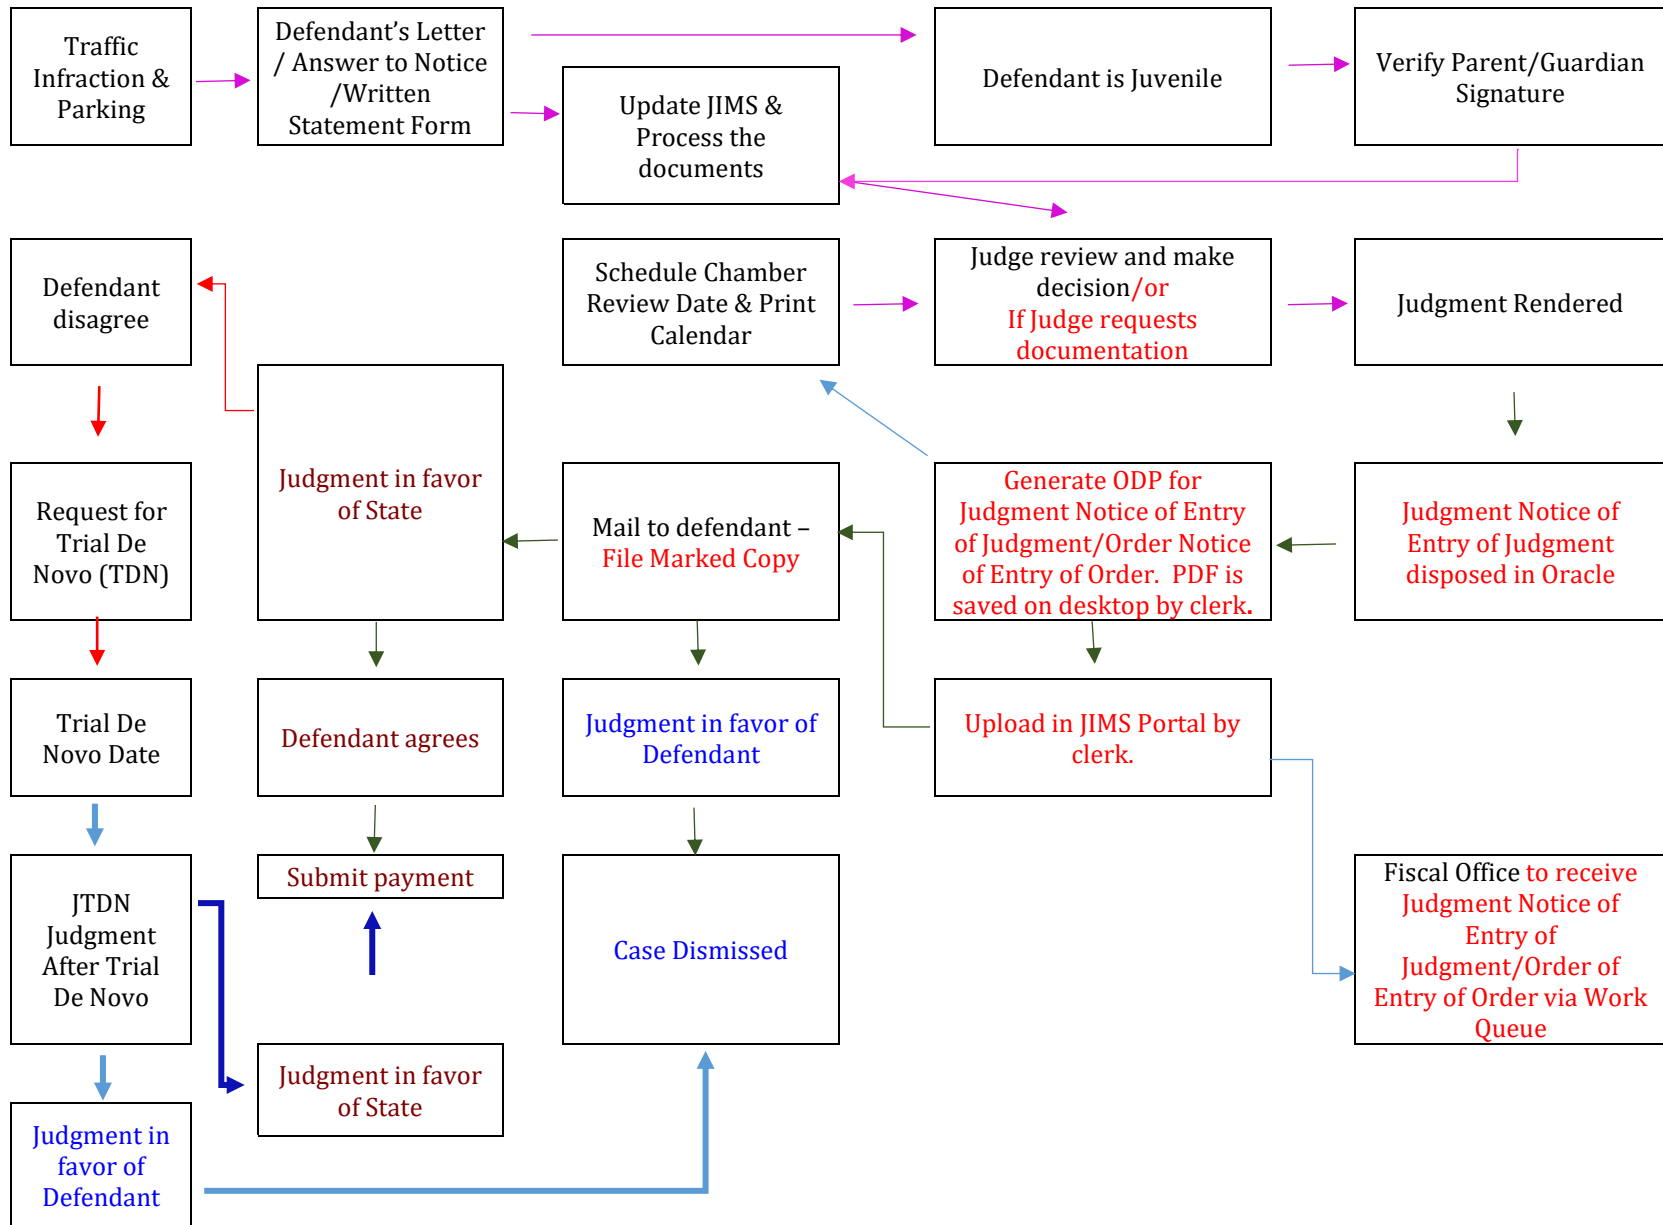 Traffic
Infraction &
Parking
Defendant’s Letter
/ Answer to Notice
/Written
Statement Form
Update JIMS &
Process the
documents
Defendant is Juvenile
Verify Parent/Guardian
Signature
Defendant
disagree
Schedule Chamber
Review Date & Print
Calendar
Judge review and make
decision/or
If Judge requests
documentation
Judgment Rendered
Request for
Trial De
Novo (TDN)
Judgment in favor
of State
Mail to defendant –
File Marked Copy
Generate ODP for
Judgment Notice of Entry
of Judgment/Order Notice
of Entry of Order.  PDF is
saved on desktop by clerk.
Judgment Notice of
Entry of Judgment
disposed in Oracle
Trial De
Novo Date
Defendant agrees
Judgment in favor of
Defendant
Upload in JIMS Portal by
clerk.
JTDN
Judgment
After Trial
De Novo
Submit payment
Case Dismissed
Fiscal Office to receive
Judgment Notice of
Entry of
Judgment/Order of
Entry of Order via Work
Queue
Judgment in favor
of State
Judgment in
favor of
Defendant